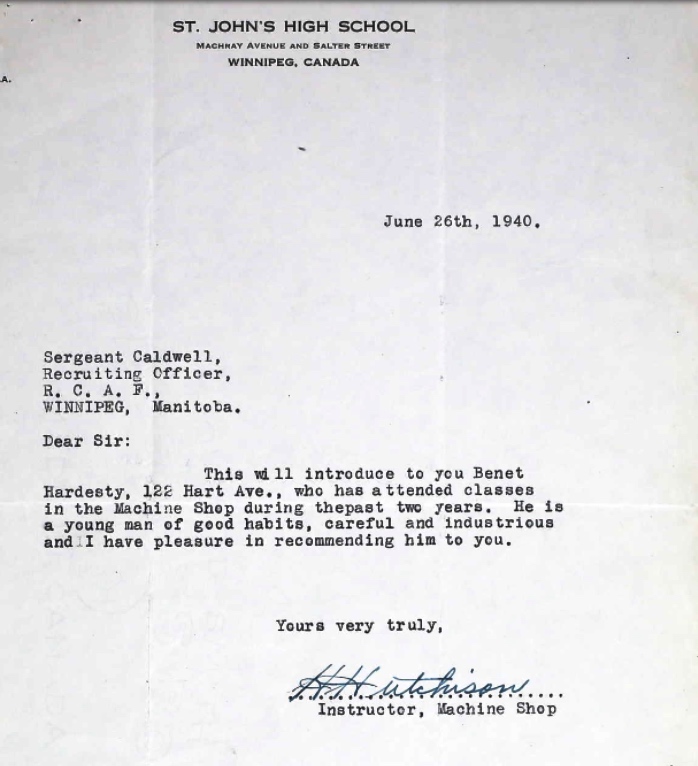 ST. JOHN'S HIGH SCHOOL
MACHRAY AVENUE AND SALTER STREET
WINNIPEG, CANADA
A.
June 26th, 1940.
Sergeant Caldwell,
Recruiting Officer,
R. C. A. F.,
WINNIPEG, Manitoba.
Dear Sir:
This will introduce to you Benet
Hardesty, 122 Hart Ave., who has attended classes
in the Machine Shop during thepast two years. He is
a young man of good habits, careful and industrious
and I have pleasure in recommending him to you.
Yours very truly,
H Hutchison
Instructor, Machine Shop